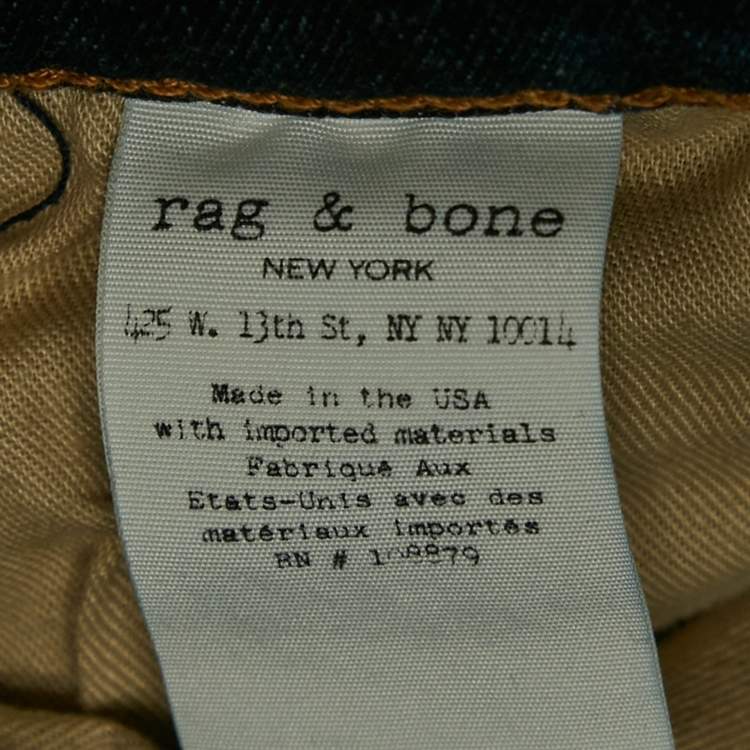 rag & bone
NEW YORK
425 W. 13th St, NY NY 10014
Made in the USA
with imported materials
Fabriqué Aux
Etats-Unis avec des
matériaux importés
RN #